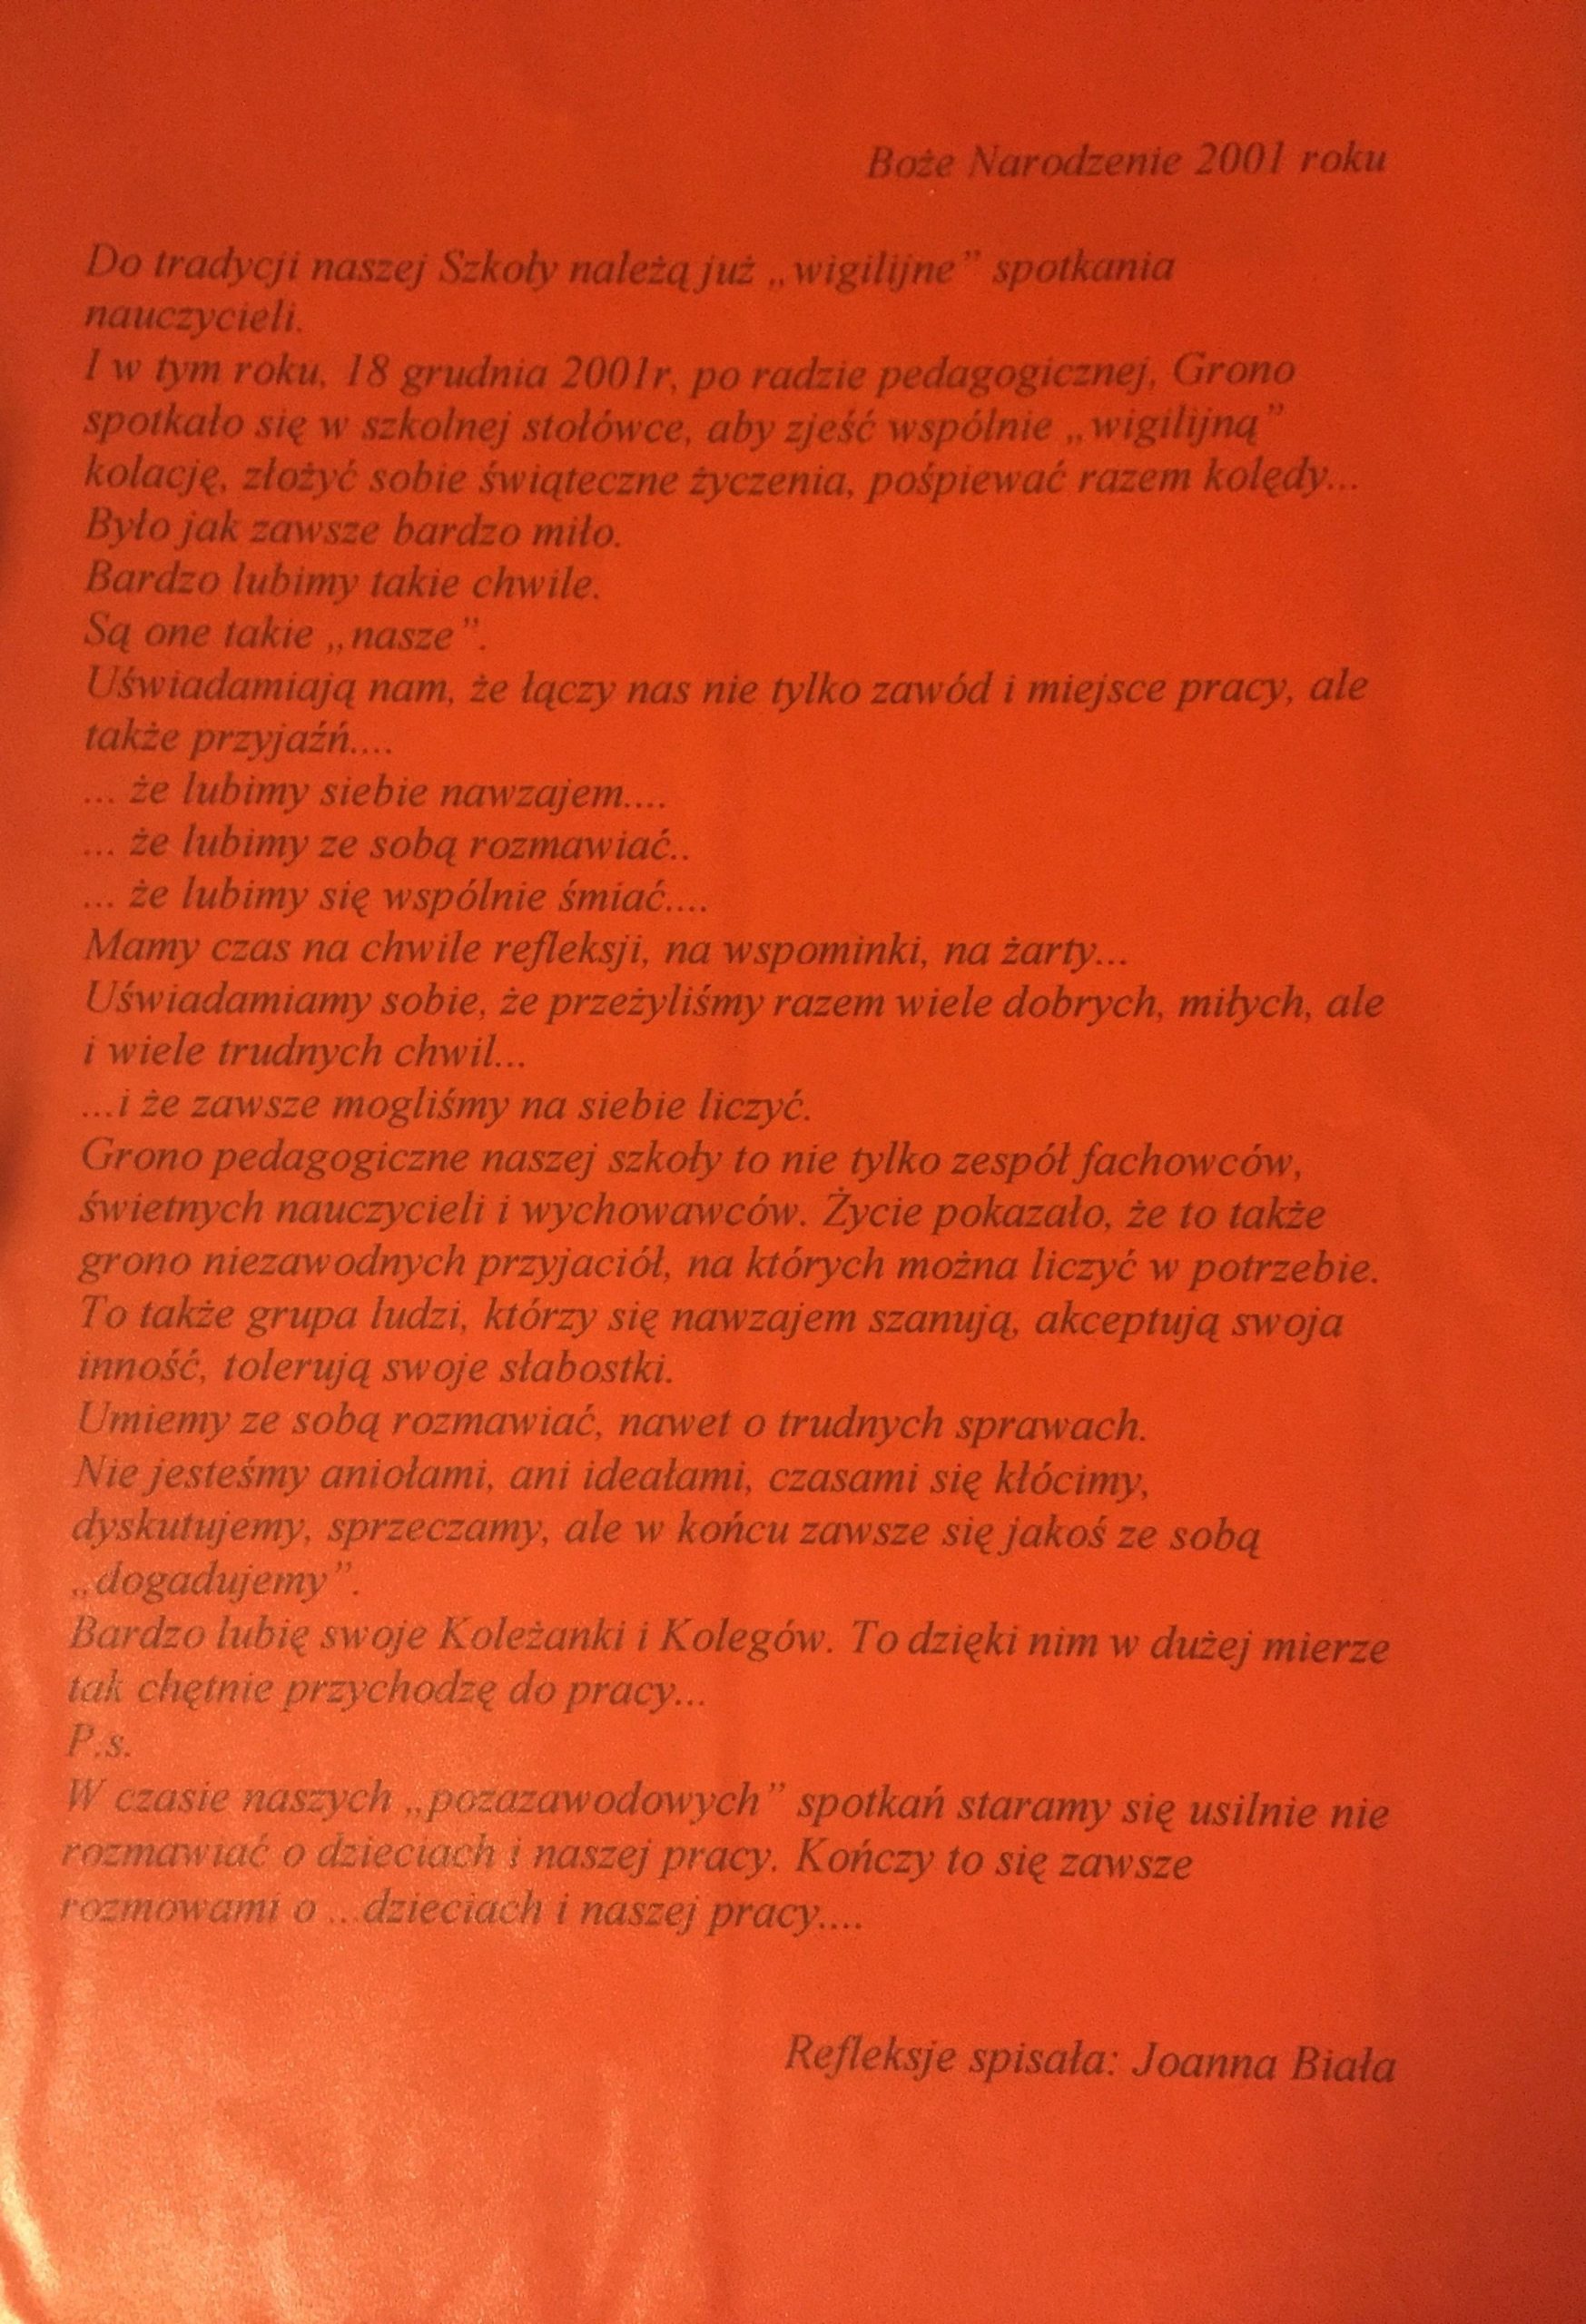 Boże Narodzenie 2001 roku
Do tradycji naszej Szkoły należą już „wigilijne” spotkania
nauczycieli.
I w tym roku, 18 grudnia 2001r, po radzie pedagogicznej, Grono
spotkało się w szkolnej stołówce, aby zjeść wspólnie „wigilijną”
kolację, złożyć sobie świąteczne życzenia, pośpiewać razem kolędy...
Było jak zawsze bardzo miło.
Bardzo lubimy takie chwile.
Są one takie „nasze”.
Uświadamiają nam, że łączy nas nie tylko zawód i miejsce pracy, ale
także przyjaźń....
... że lubimy siebie nawzajem....
... że lubimy ze sobą rozmawiać..
... że lubimy się wspólnie śmiać....
Mamy czas na chwile refleksji, na wspominki, na żarty...
Uświadamiamy sobie, że przeżyliśmy razem wiele dobrych, miłych, ale
i wiele trudnych chwil...
...i że zawsze mogliśmy na siebie liczyć.
Grono pedagogiczne naszej szkoły to nie tylko zespół fachowców,
świetnych nauczycieli i wychowawców. Życie pokazało, że to także
grono niezawodnych przyjaciół, na których można liczyć w potrzebie.
To także grupa ludzi, którzy się nawzajem szanują, akceptują swoja
inność, tolerują swoje słabostki.
Umiemy ze sobą rozmawiać, nawet o trudnych sprawach.
Nie jesteśmy aniołami, ani ideałami, czasami się kłócimy,
dyskutujemy, sprzeczamy, ale w końcu zawsze się jakoś ze sobą
„dogadujemy”.
Bardzo lubię swoje Koleżanki i Kolegów. To dzięki nim w dużej mierze
tak chętnie przychodzę do pracy...
P.s.
W czasie naszych „pozazawodowych” spotkań staramy się usilnie nie
rozmawiać o dzieciach i naszej pracy. Kończy to się zawsze
rozmowami o ...dzieciach i naszej pracy....
Refleksje spisała: Joanna Biała